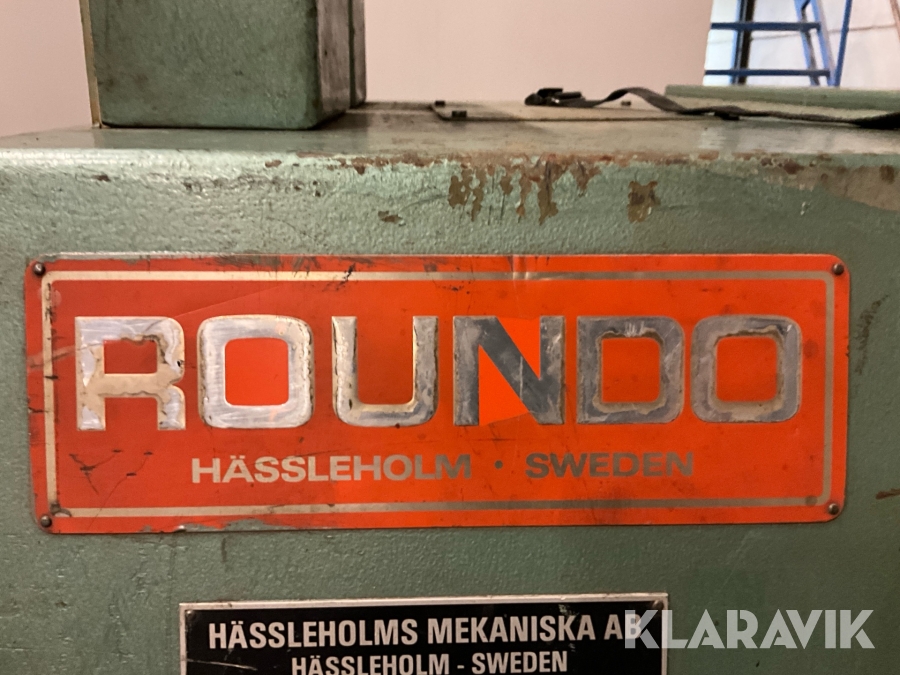 ROUNDO
HÄSSLEHOLM · SWEDEN
HÄSSLEHOLMS MEKANISKA AB
HÄSSLEHOLM - SWEDEN
KLARAVIK